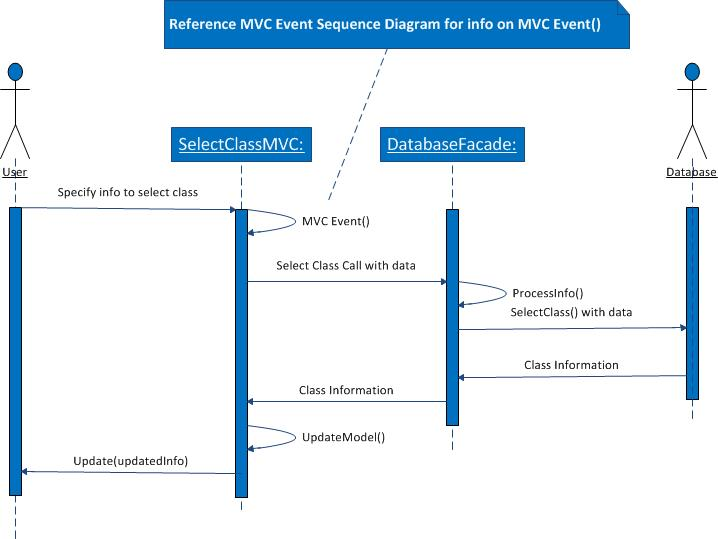 Reference MVC Event Sequence Diagram for info on MVC Event()
SelectClassMVC:
DatabaseFacade:
User
Database
Specify info to select class
MVC Event()
Select Class Call with data
ProcessInfo()
SelectClass() with data
Class Information
Class Information
UpdateModel()
Update(updatedInfo)